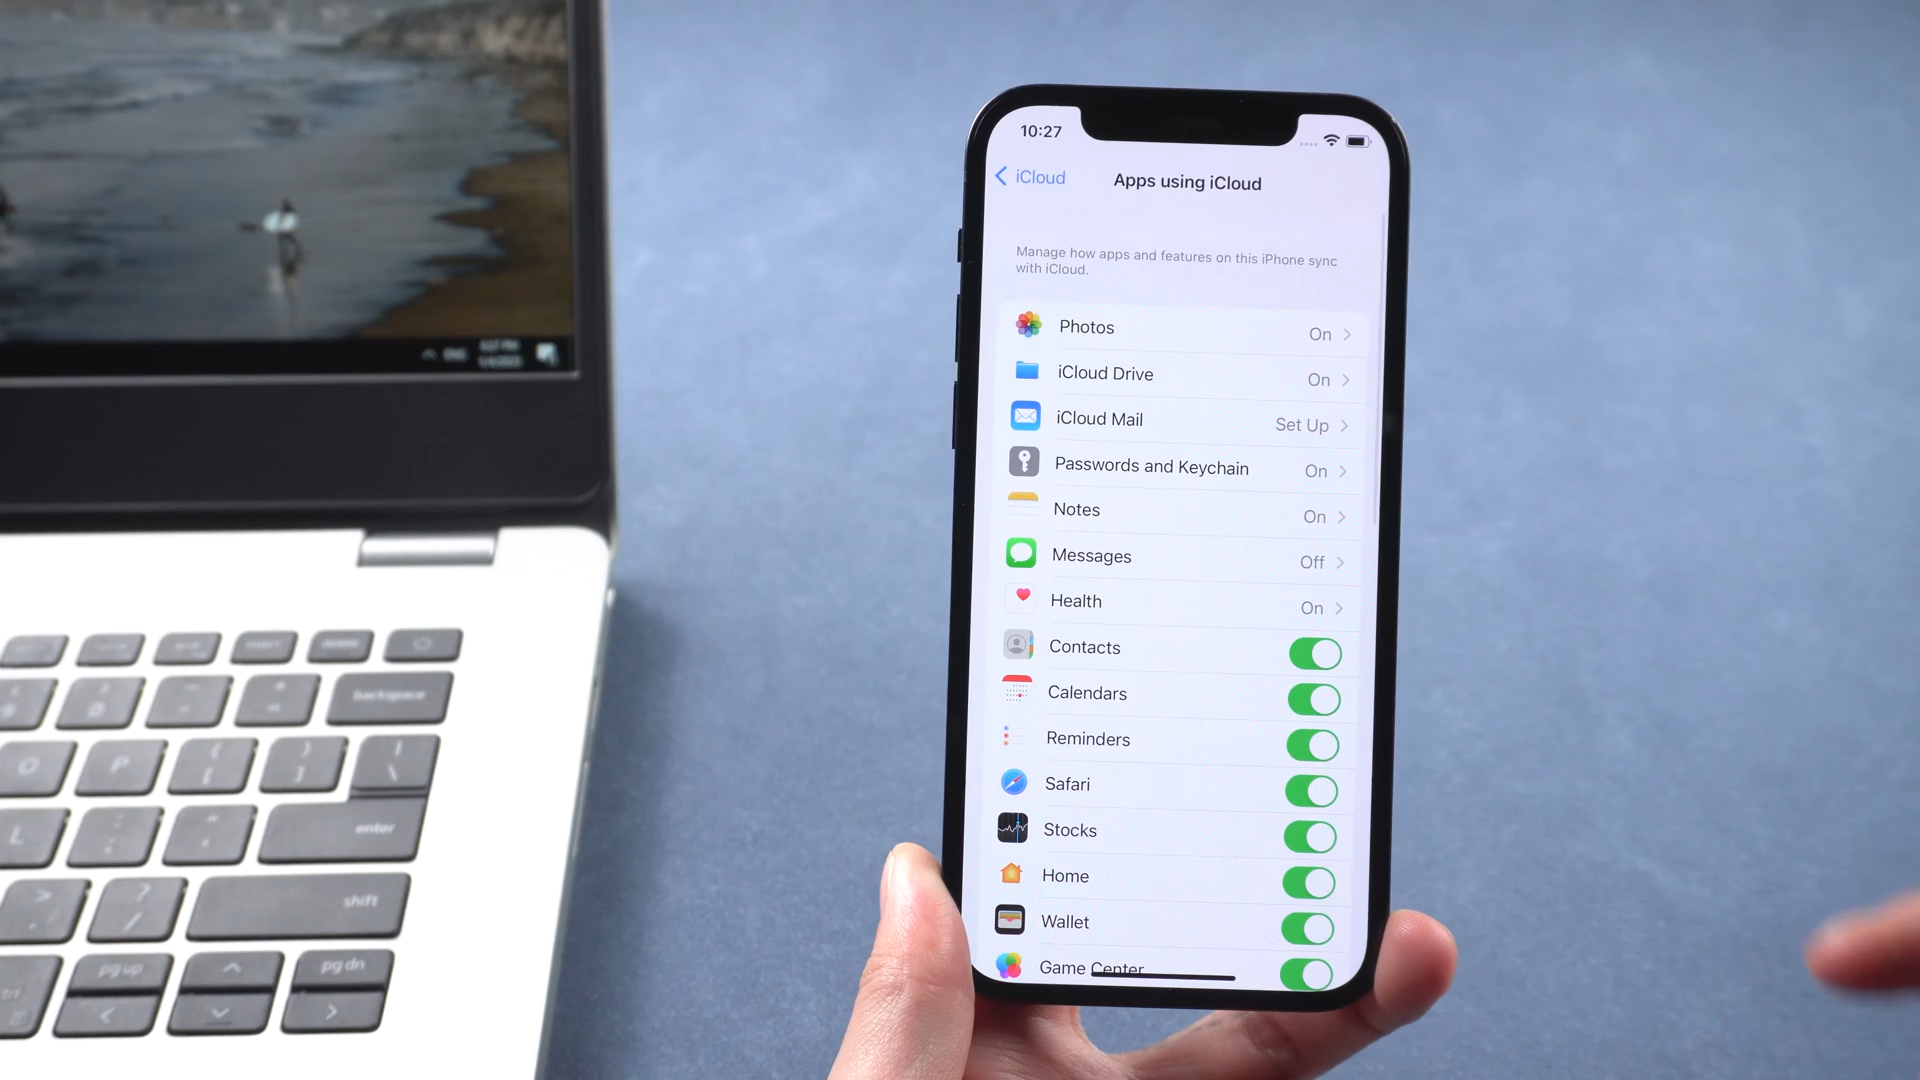 10:27
iCloud
Apps using iCloud
Manage how apps and features on this iPhone sync
with iCloud.
Photos On
iCloud Drive On
iCloud Mail Set Up
Passwords and Keychain On
Notes On
Messages Off
Health On
Contacts
Calendars
Reminders
Safari
Stocks
Home
Wallet
Game Center
ENG
backspace
P
{ }
[ ]
L
enter
shift
pg up
pg dn